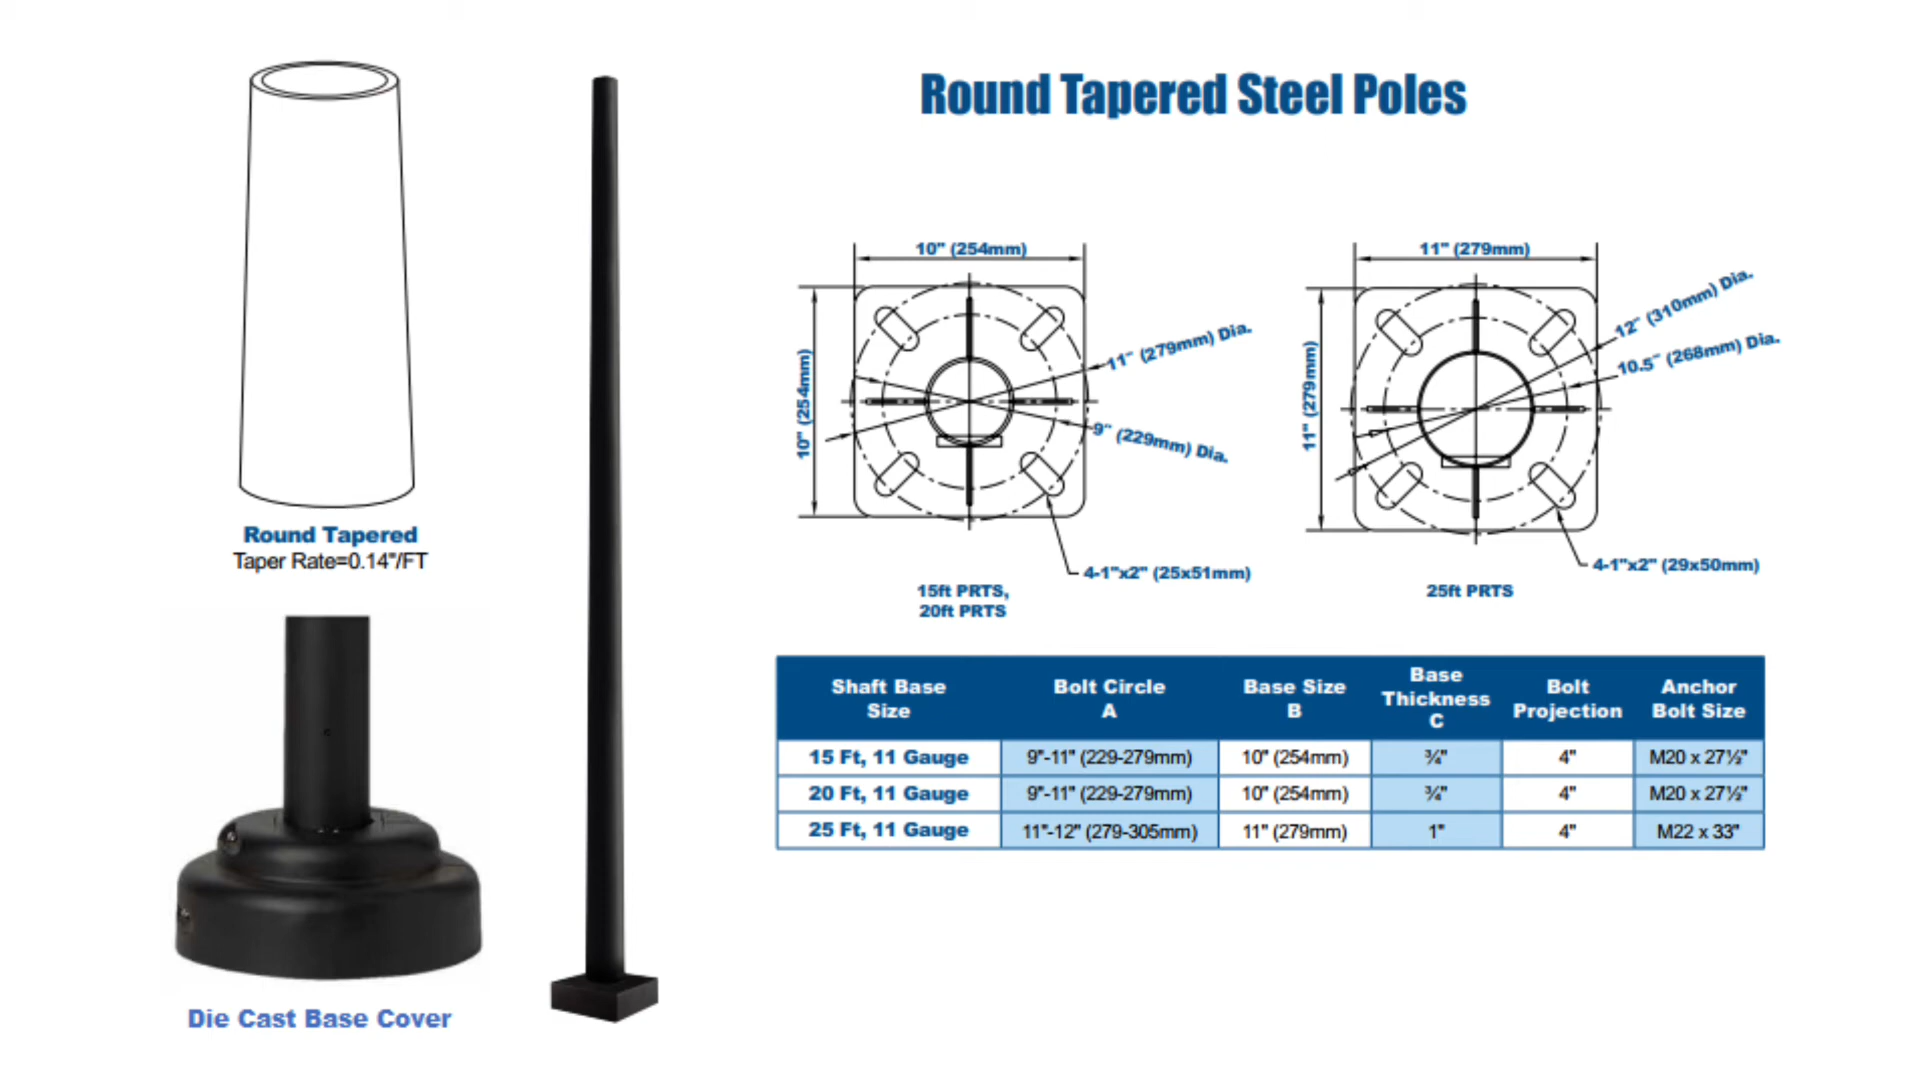 Round Tapered Steel Poles
Round Tapered
Taper Rate=0.14"/FT
Die Cast Base Cover
10" (254mm)
10" (254mm)
11" (279mm) Dia.
9" (229mm) Dia.
4-1"x2" (25x51mm)
15ft PRTS,
20ft PRTS
11" (279mm)
11" (279mm)
12" (310mm) Dia.
10.5" (268mm) Dia.
4-1"x2" (29x50mm)
25ft PRTS
Shaft Base Size Bolt Circle A Base Size B Base Thickness C Bolt Projection Anchor Bolt Size
15 Ft, 11 Gauge 9"-11" (229-279mm) 10" (254mm) ¾" 4" M20 x 27½"
20 Ft, 11 Gauge 9"-11" (229-279mm) 10" (254mm) ¾" 4" M20 x 27½"
25 Ft, 11 Gauge 11"-12" (279-305mm) 11" (279mm) 1" 4" M22 x 33"